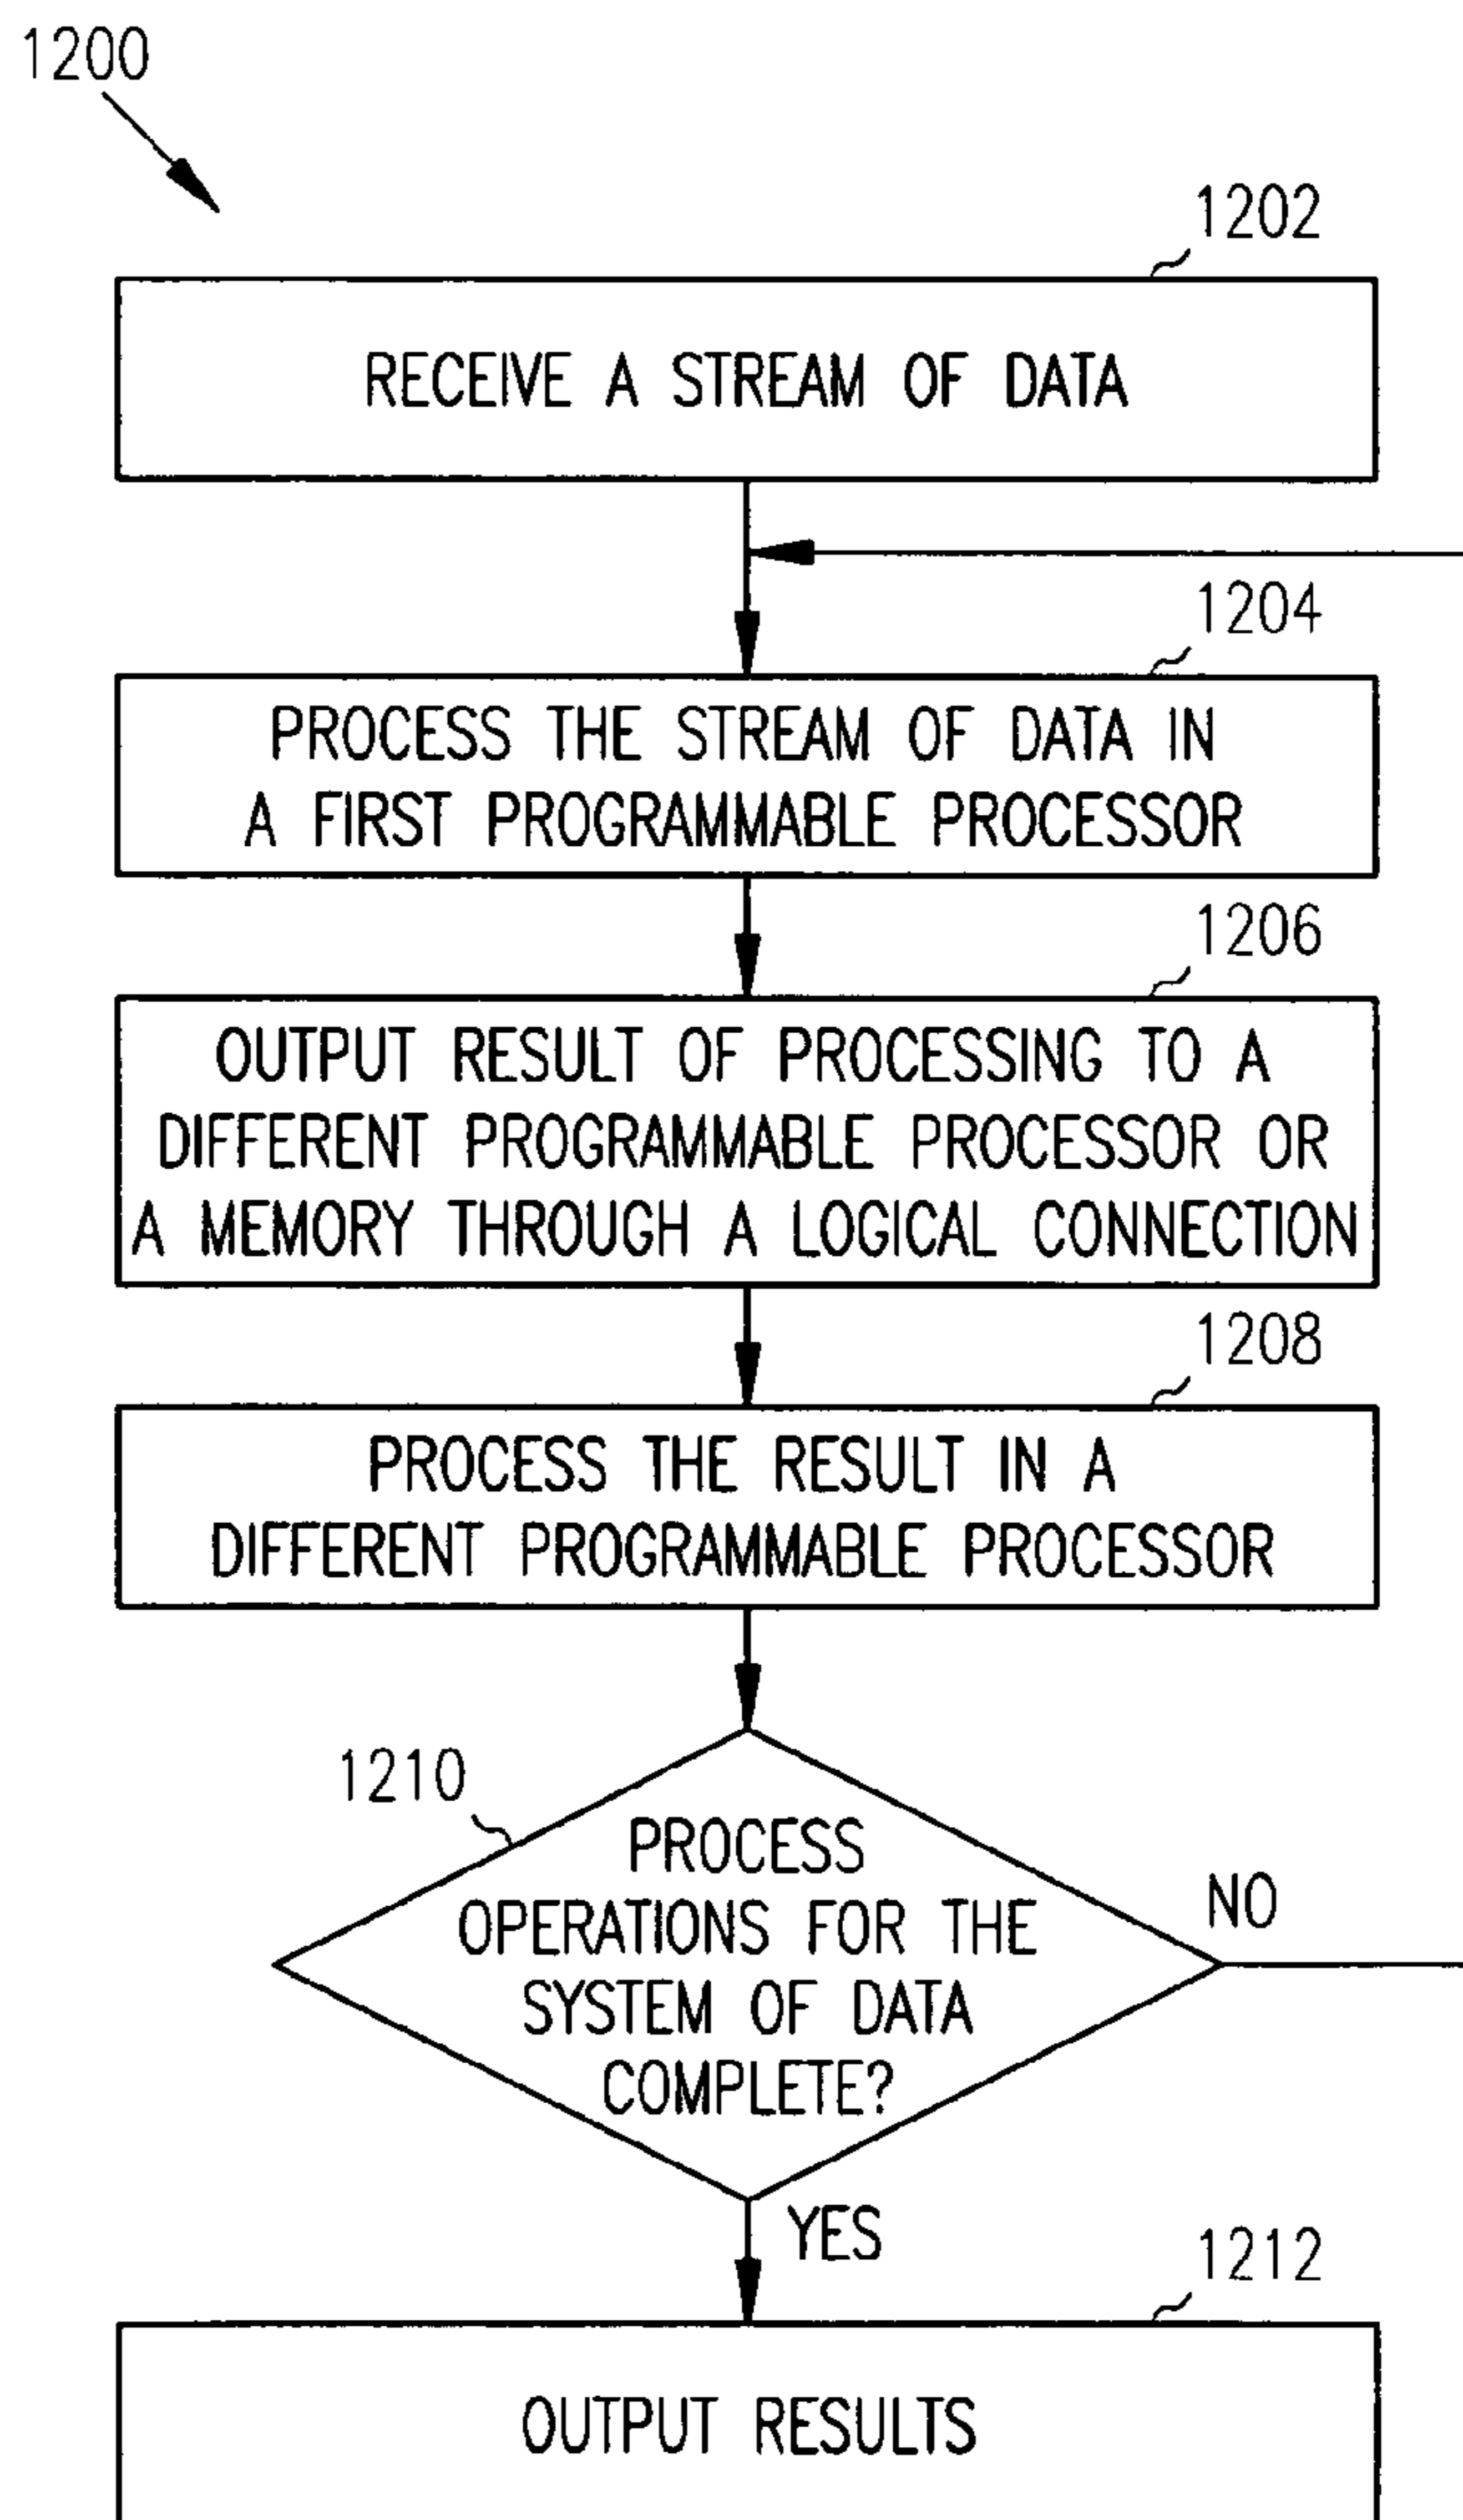 1200
1202
RECEIVE A STREAM OF DATA
1204
PROCESS THE STREAM OF DATA IN
A FIRST PROGRAMMABLE PROCESSOR
1206
OUTPUT RESULT OF PROCESSING TO A
DIFFERENT PROGRAMMABLE PROCESSOR OR
A MEMORY THROUGH A LOGICAL CONNECTION
1208
PROCESS THE RESULT IN A
DIFFERENT PROGRAMMABLE PROCESSOR
1210
PROCESS
OPERATIONS FOR THE
SYSTEM OF DATA
COMPLETE?
NO
YES
1212
OUTPUT RESULTS